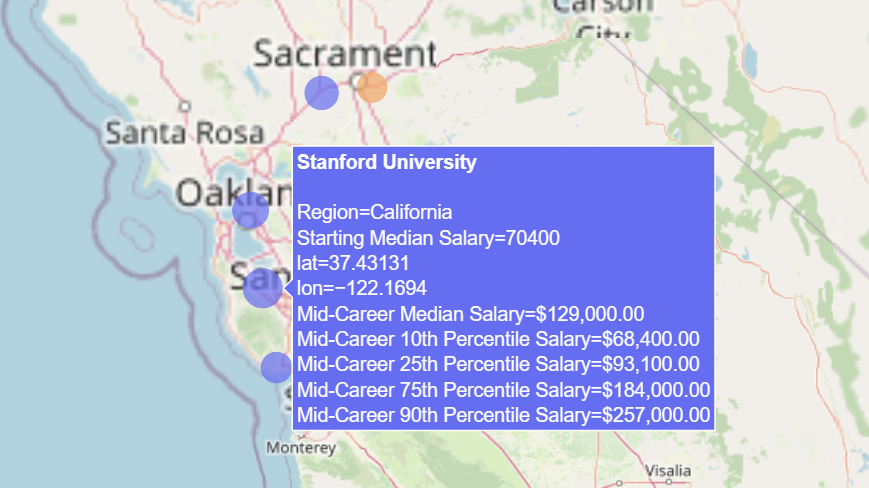 Carson
City
Sacrament
Santa Rosa
Oaklan
San
Stanford University
Region=California
Starting Median Salary=70400
lat=37.43131
lon=−122.1694
Mid-Career Median Salary=$129,000.00
Mid-Career 10th Percentile Salary=$68,400.00
Mid-Career 25th Percentile Salary=$93,100.00
Mid-Career 75th Percentile Salary=$184,000.00
Mid-Career 90th Percentile Salary=$257,000.00
Monterey
Visalia